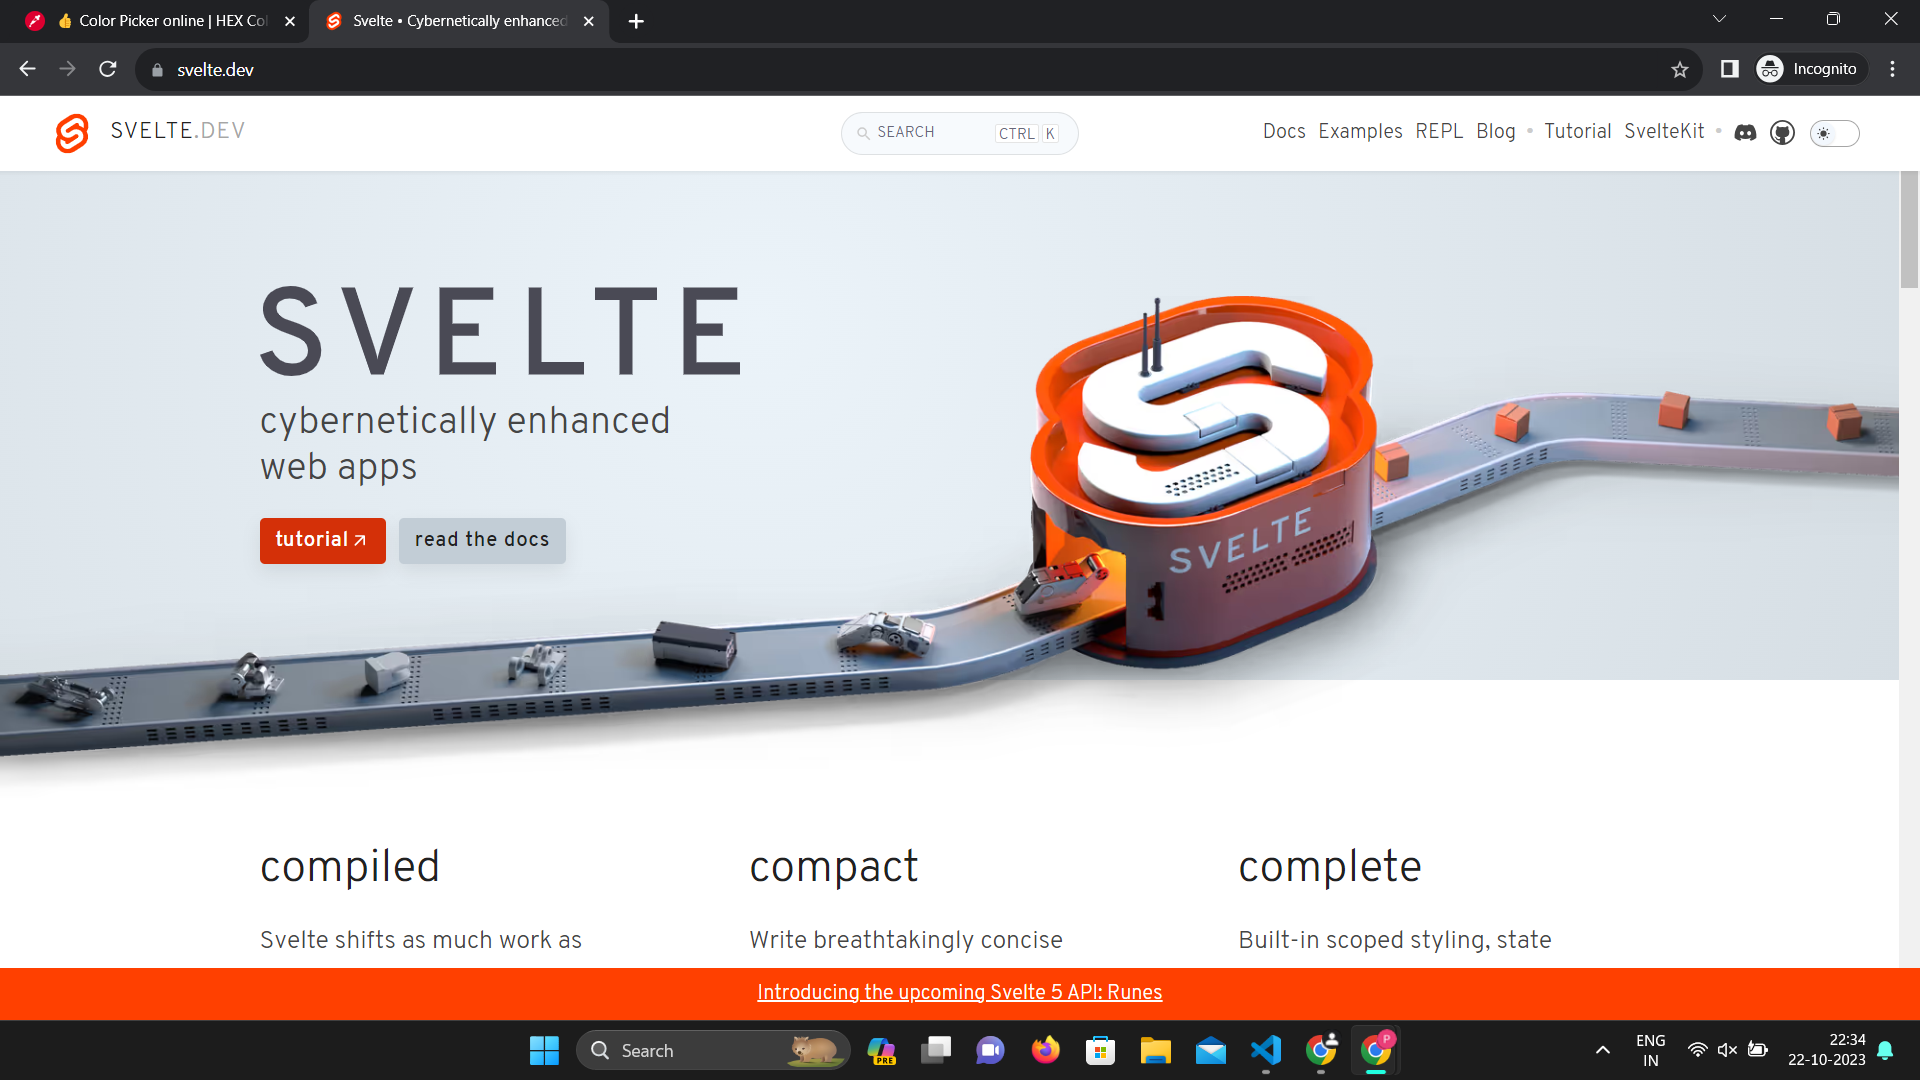 👍 Color Picker online | HEX Col
Svelte • Cybernetically enhanced
svelte.dev
Incognito
SVELTE.DEV
SEARCH CTRL K
Docs Examples REPL Blog • Tutorial SvelteKit •
SVELTE
cybernetically enhanced
web apps
tutorial
read the docs
SVELTE
compiled
compact
complete
Svelte shifts as much work as
Write breathtakingly concise
Built-in scoped styling, state
Introducing the upcoming Svelte 5 API: Runes
Search
PRE
P
ENG
IN
22:34
22-10-2023